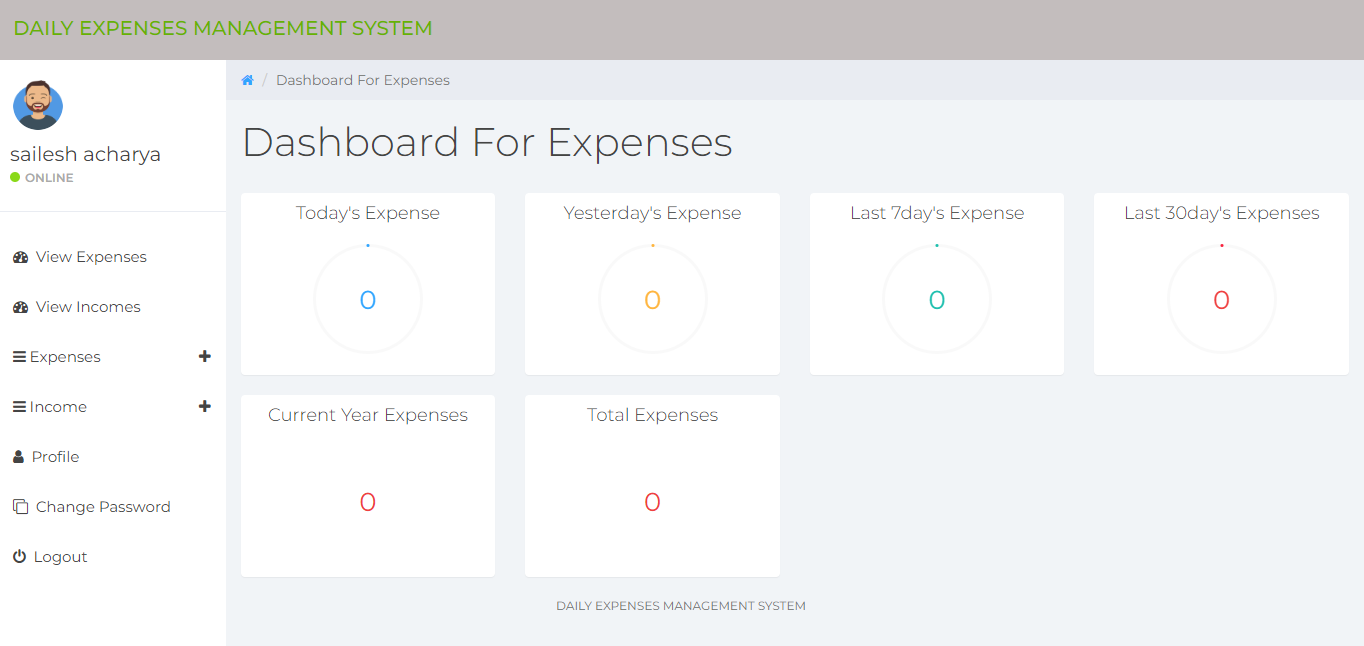 DAILY EXPENSES MANAGEMENT SYSTEM
sailesh acharya
ONLINE
View Expenses
View Incomes
Expenses
Income
Profile
Change Password
Logout
/ Dashboard For Expenses
Dashboard For Expenses
Today's Expense
0
Yesterday's Expense
0
Last 7day's Expense
0
Last 30day's Expenses
0
Current Year Expenses
0
Total Expenses
0
DAILY EXPENSES MANAGEMENT SYSTEM